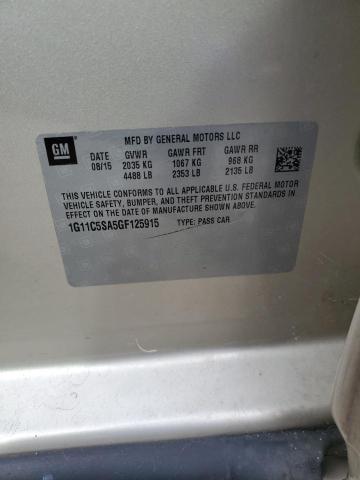 GM
MFD BY GENERAL MOTORS LLC
DATE GVWR GAWR FRT GAWR RR
08/15 2035 KG 1067 KG 968 KG
4488 LB 2353 LB 2135 LB
THIS VEHICLE CONFORMS TO ALL APPLICABLE U.S. FEDERAL MOTOR
VEHICLE SAFETY, BUMPER, AND THEFT PREVENTION STANDARDS IN
EFFECT ON THE DATE OF MANUFACTURE SHOWN ABOVE.
1G11C5SA5GF125915 TYPE: PASS CAR